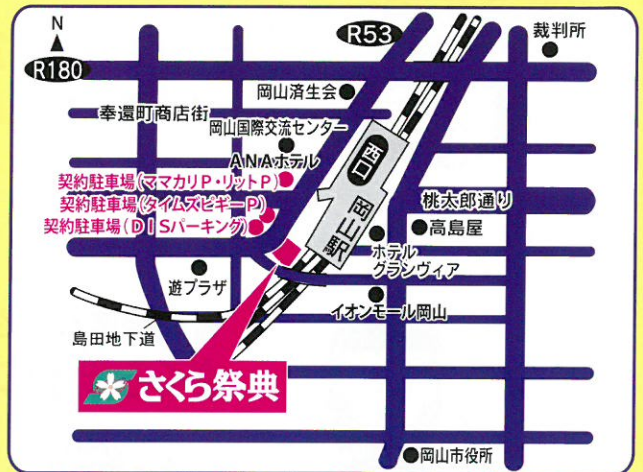 N
R180
R53
裁判所
岡山済生会
奉還町商店街
岡山国際交流センター
ANAホテル
西口
岡山駅
契約駐車場(ママカリP・リットP)
契約駐車場(タイムズピギーP)
契約駐車場(DISパーキング)
桃太郎通り
高島屋
ホテル
グランヴィア
遊プラザ
イオンモール岡山
島田地下道
さくら祭典
岡山市役所